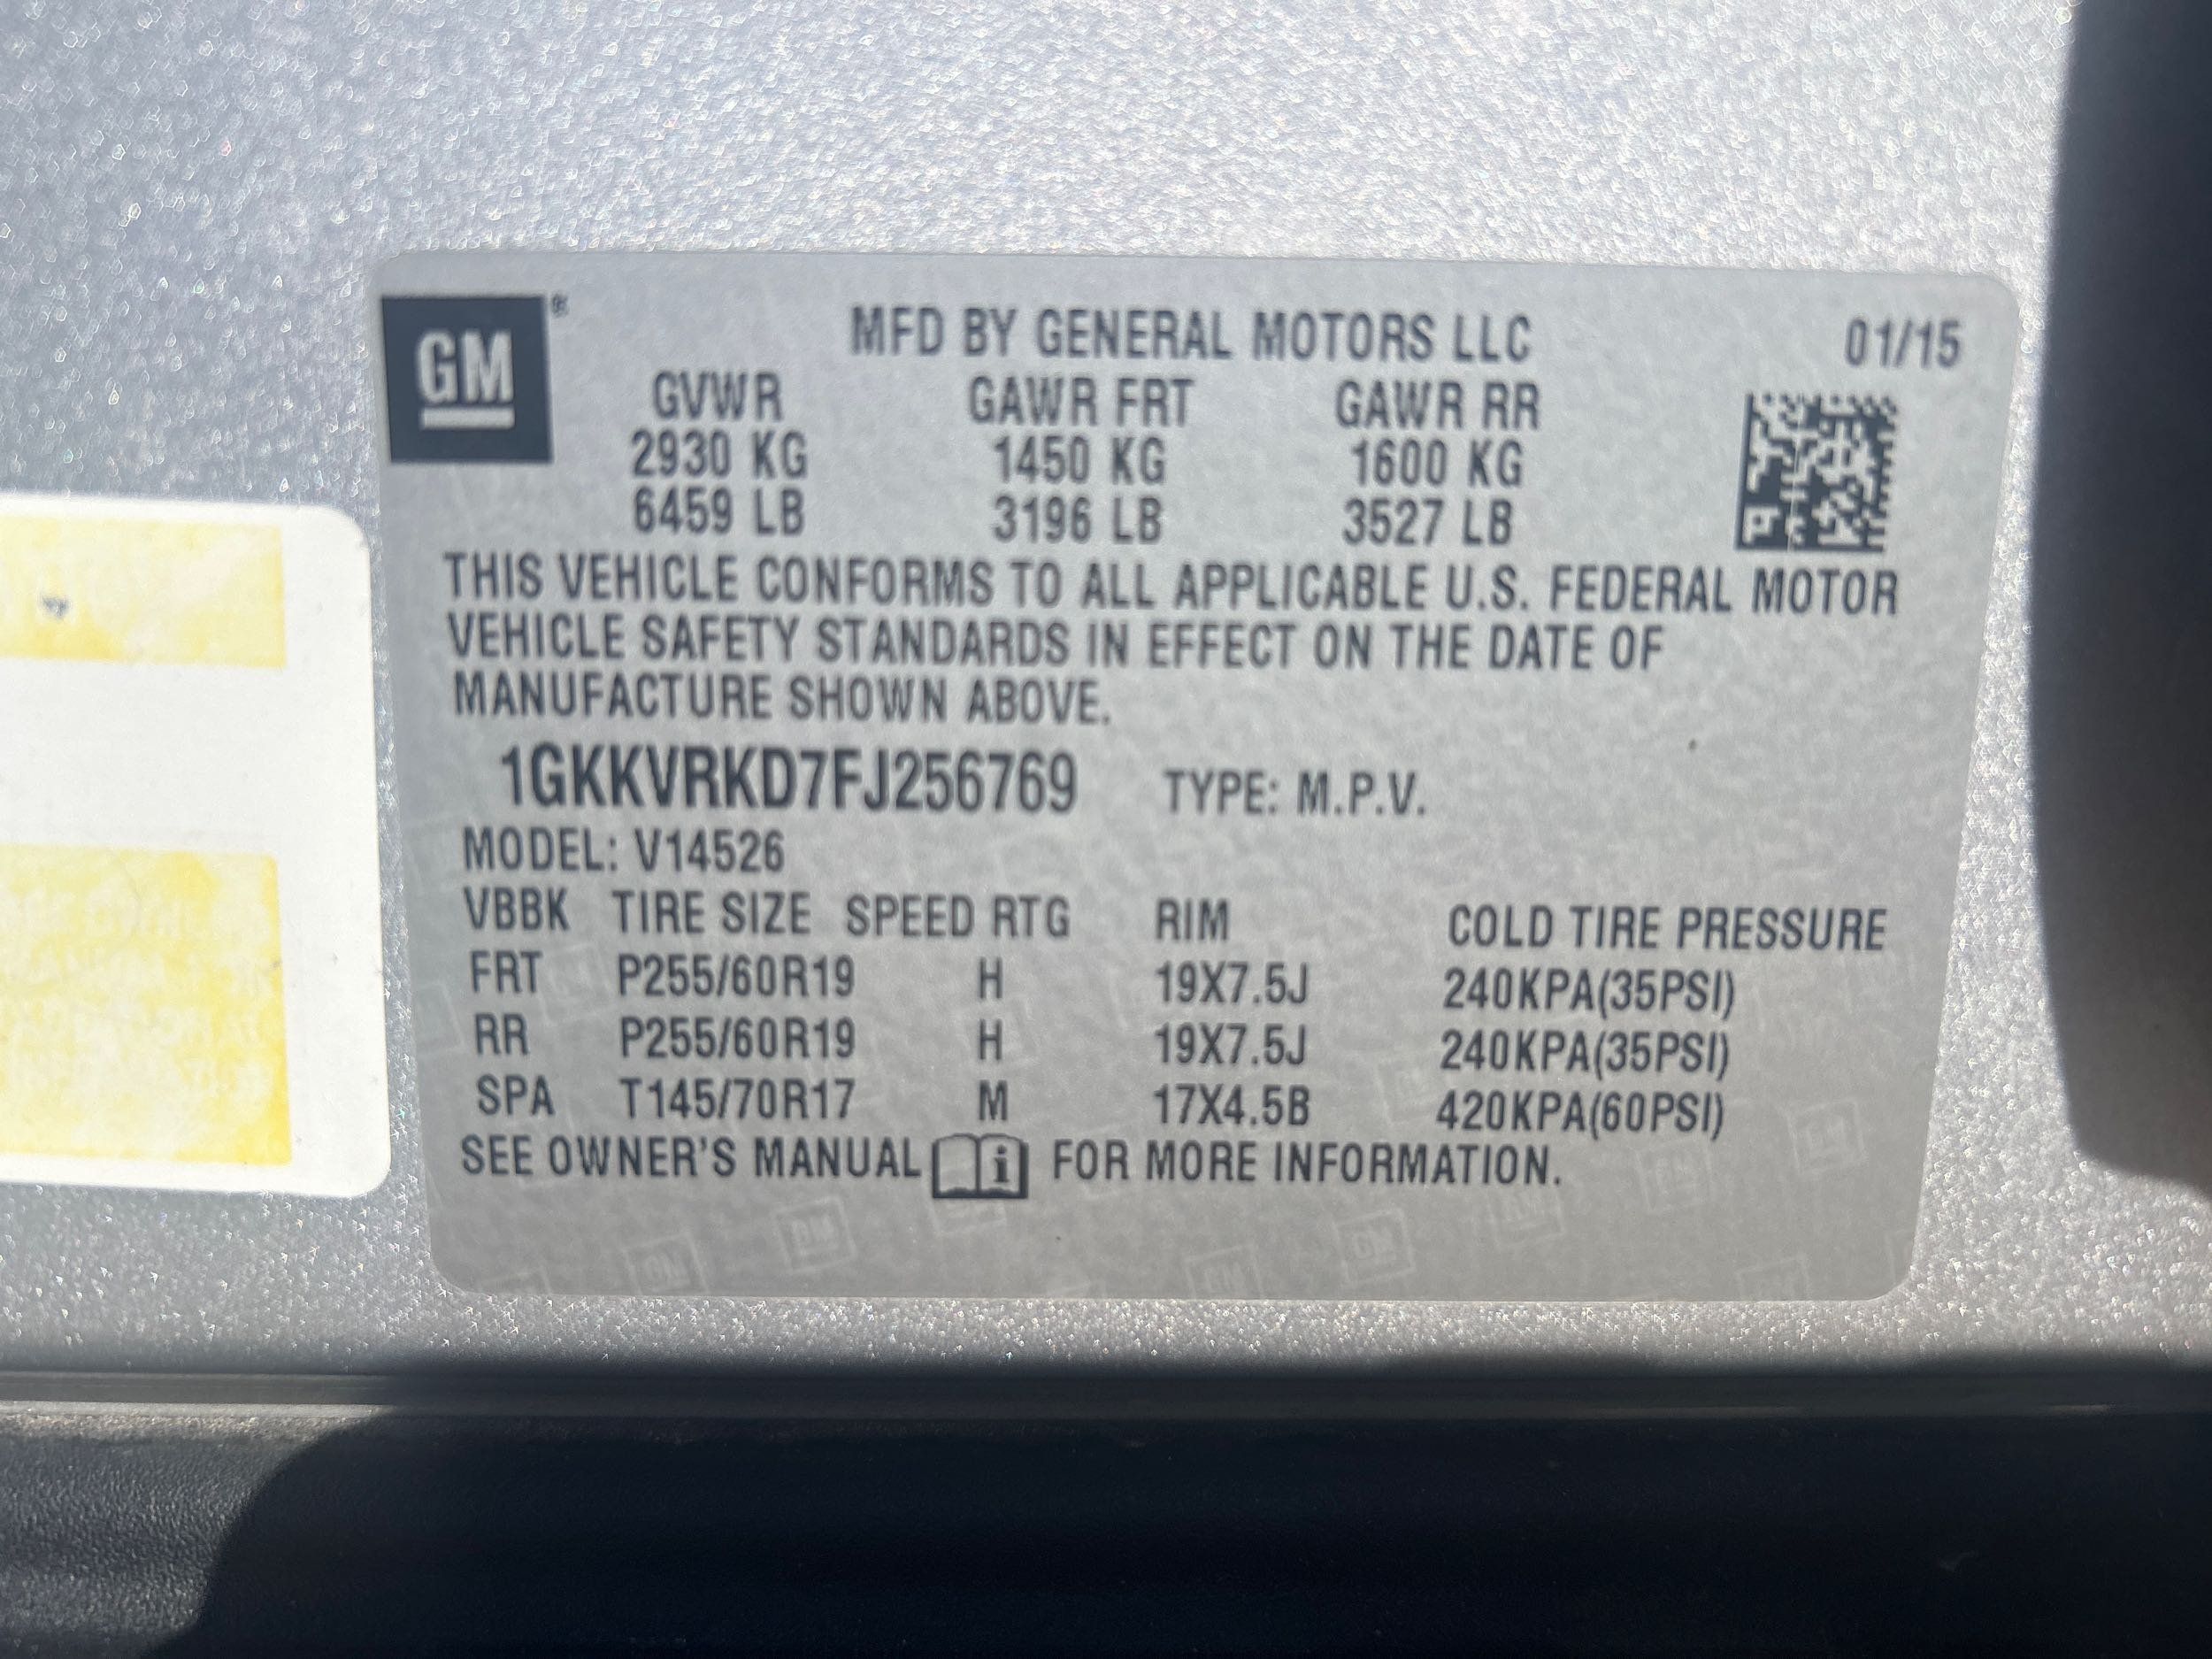 GM ®
MFD BY GENERAL MOTORS LLC 01/15
GVWR GAWR FRT GAWR RR
2930 KG 1450 KG 1600 KG
6459 LB 3196 LB 3527 LB
THIS VEHICLE CONFORMS TO ALL APPLICABLE U.S. FEDERAL MOTOR
VEHICLE SAFETY STANDARDS IN EFFECT ON THE DATE OF
MANUFACTURE SHOWN ABOVE.
1GKKVRKD7FJ256769 TYPE: M.P.V.
MODEL: V14526
VBBK TIRE SIZE SPEED RTG RIM COLD TIRE PRESSURE
FRT P255/60R19 H 19X7.5J 240KPA(35PSI)
RR P255/60R19 H 19X7.5J 240KPA(35PSI)
SPA T145/70R17 M 17X4.5B 420KPA(60PSI)
SEE OWNER'S MANUAL i FOR MORE INFORMATION.